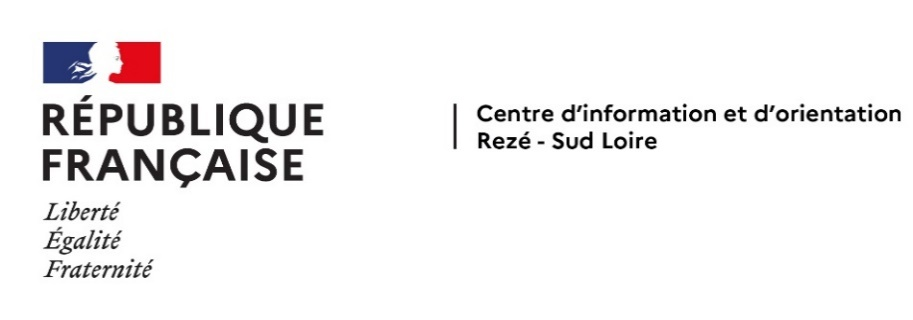 RÉPUBLIQUE
FRANÇAISE
Liberté
Égalité
Fraternité
Centre d'information et d'orientation
Rezé - Sud Loire